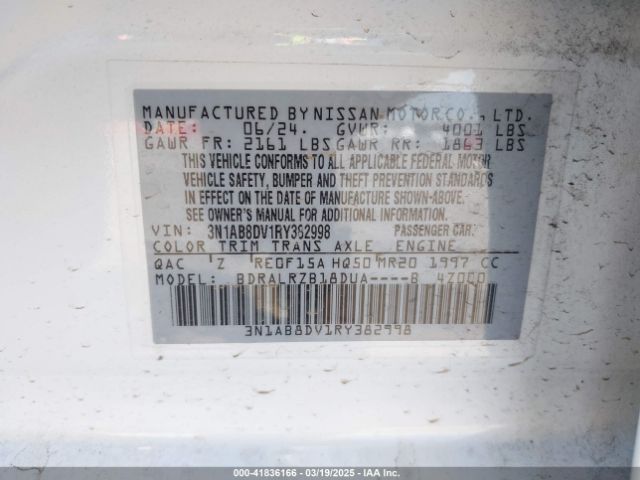 MANUFACTURED BY NISSAN MOTOR CO., LTD.
DATE: 06/24. GVWR: 4001 LBS
GAWR FR: 2161 LBS GAWR RR: 1863 LBS
THIS VEHICLE CONFORMS TO ALL APPLICABLE FEDERAL MOTOR
VEHICLE SAFETY, BUMPER AND THEFT PREVENTION STANDARDS
IN EFFECT ON THE DATE OF MANUFACTURE SHOWN-ABOVE.
SEE OWNER'S MANUAL FOR ADDITIONAL INFORMATION
VIN: 3N1AB8DV1RY382998 PASSENGER CAR
COLOR TRIM TRANS AXLE ENGINE
QAC Z RE0F15A HQ50 MR20 1997 CC
MODEL: BDRALRZB18DUA----B 4Z000
3N1AB8DV1RY382998
000-41836166 — 03/19/2025 — IAA Inc.